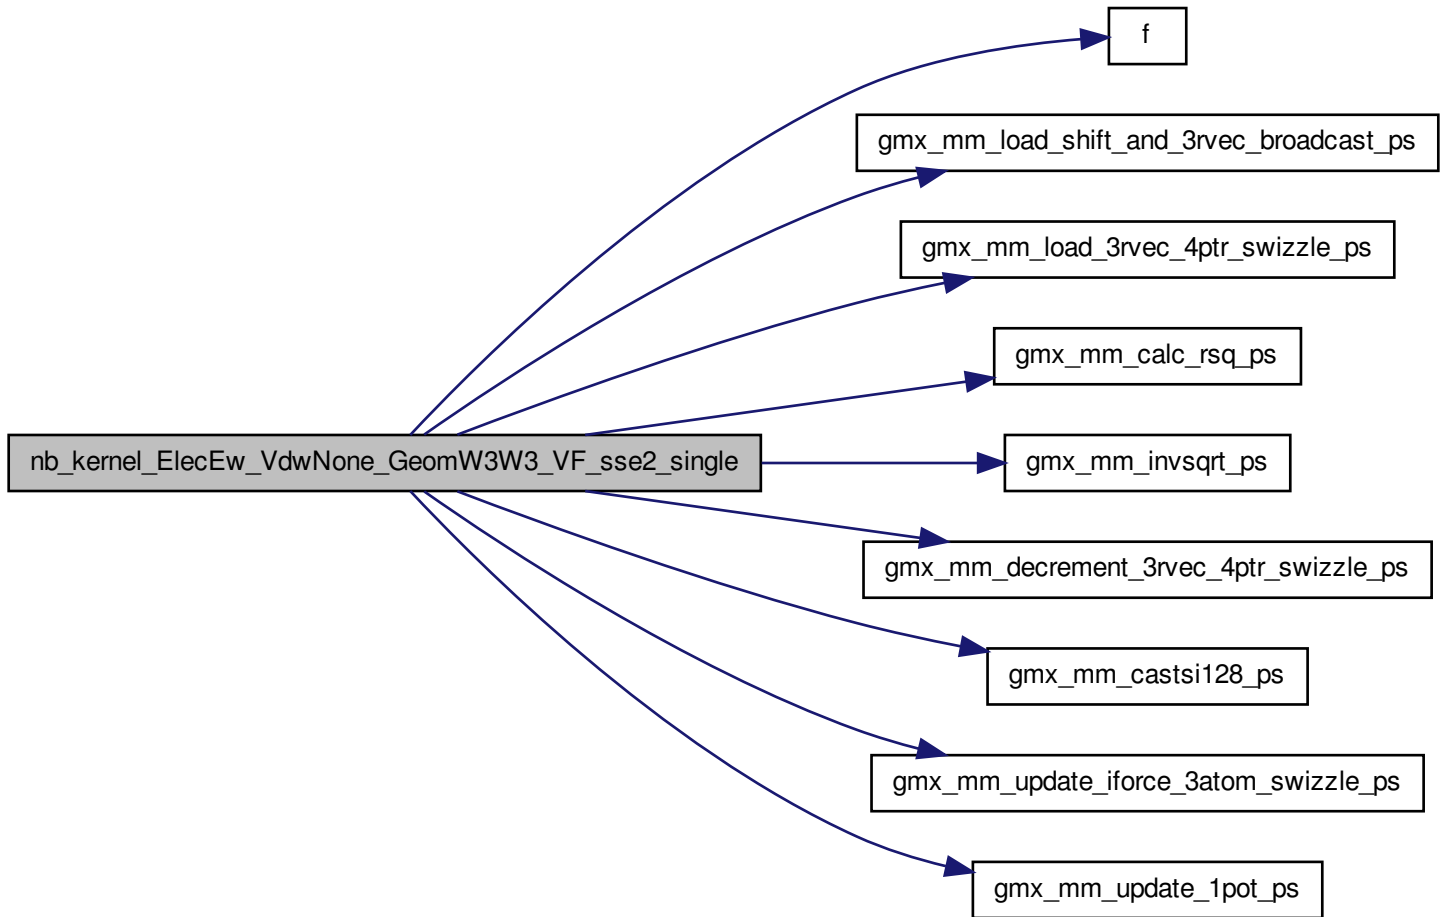 f
gmx_mm_load_shift_and_3rvec_broadcast_ps
gmx_mm_load_3rvec_4ptr_swizzle_ps
gmx_mm_calc_rsq_ps
nb_kernel_ElecEw_VdwNone_GeomW3W3_VF_sse2_single
gmx_mm_invsqrt_ps
gmx_mm_decrement_3rvec_4ptr_swizzle_ps
gmx_mm_castsi128_ps
gmx_mm_update_iforce_3atom_swizzle_ps
gmx_mm_update_1pot_ps